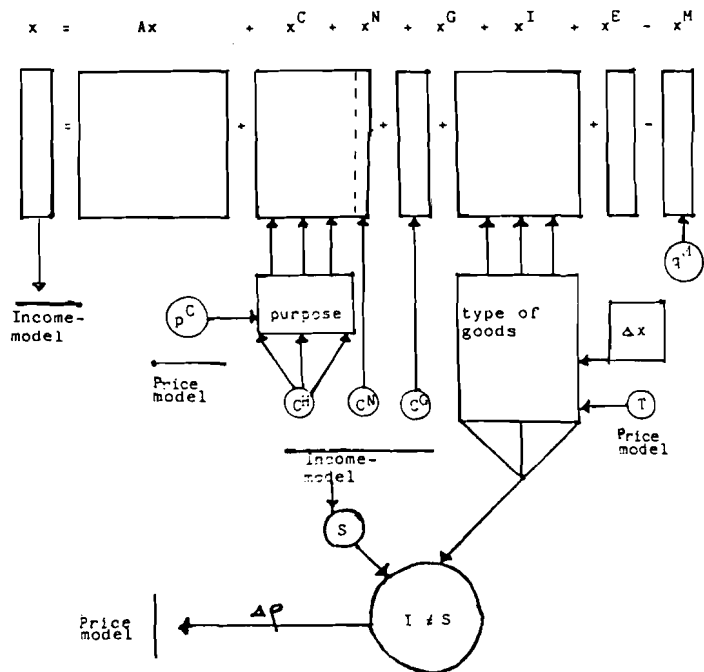 x = Ax + x^C + x^N + x^G + x^I + x^E - x^M
= + + + + -
Income-
model
p^C
purpose
type of
goods
Δx
Price
model
C^H
C^N
C^G
T
Price
model
Income-
model
S
I ≠ S
Δp
Price
model